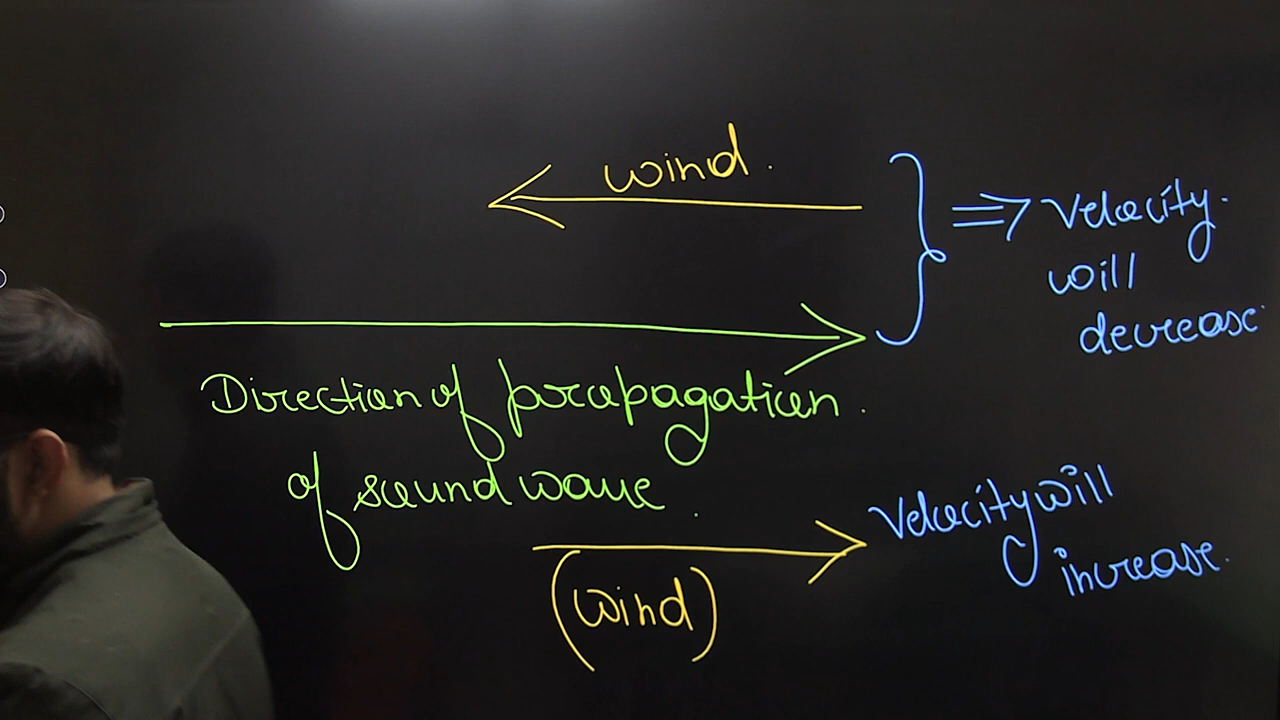 wind.
⇒ Velocity.
will
decrease.
Direction of propagation.
of sound wave.
Velocity will
increase.
(wind)